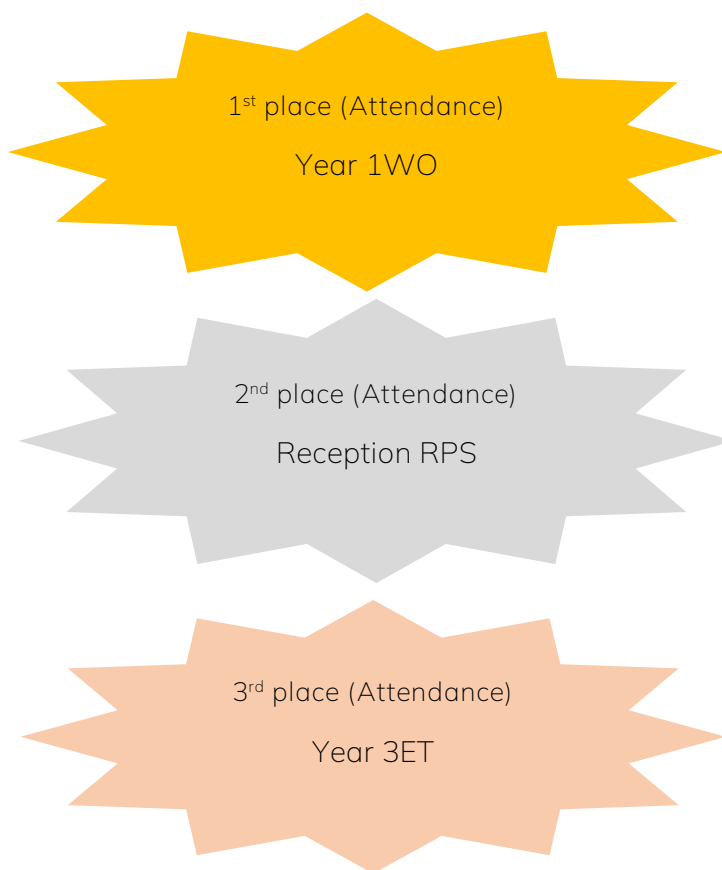 1st place (Attendance)
Year 1WO
2nd place (Attendance)
Reception RPS
3rd place (Attendance)
Year 3ET